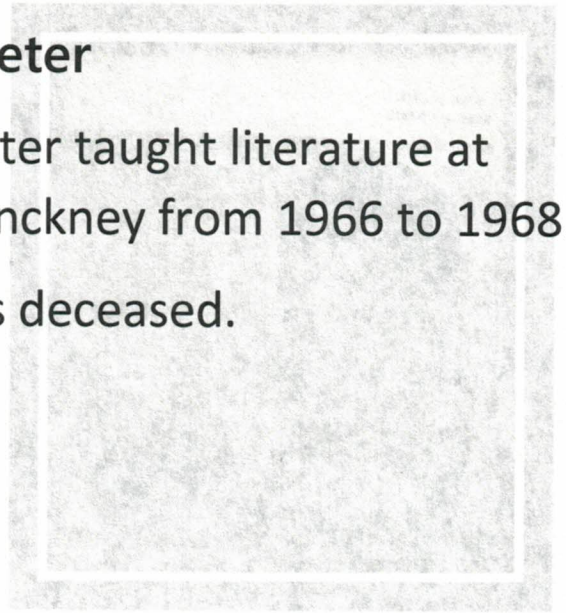 eter
ter taught literature at
nckney from 1966 to 1968
s deceased.